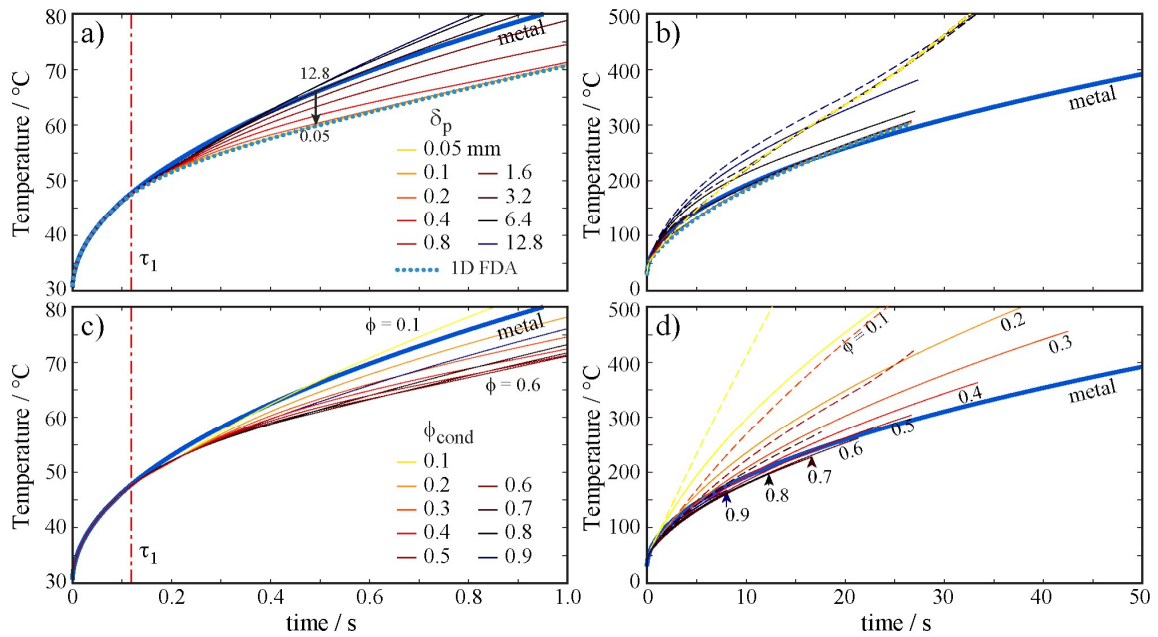 a)
80
70
60
50
40
30
Temperature / °C
metal
12.8
0.05
τ1
δp
0.05 mm
0.1 1.6
0.2 3.2
0.4 6.4
0.8 12.8
1D FDA
b)
500
400
300
200
100
0
Temperature / °C
metal
c)
80
70
60
50
40
30
Temperature / °C
ϕ = 0.1
metal
ϕ = 0.6
τ1
ϕcond
0.1
0.2 0.6
0.3 0.7
0.4 0.8
0.5 0.9
0 0.2 0.4 0.6 0.8 1.0
time / s
d)
500
400
300
200
100
0
Temperature / °C
ϕ = 0.1
0.2
0.3
0.4
metal
0.5
0.6
0.7
0.8
0.9
0 10 20 30 40 50
time / s